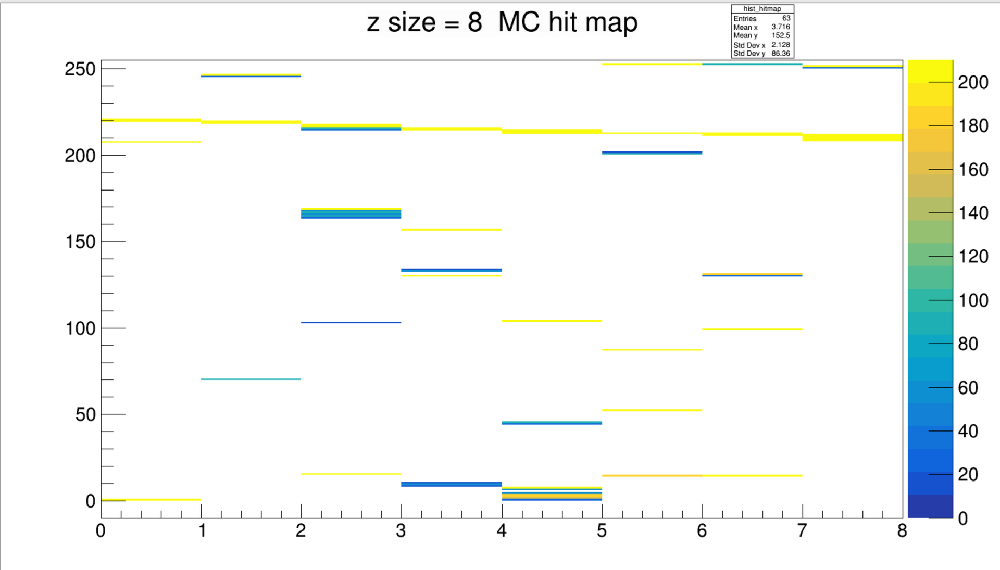 z size = 8 MC hit map
hist_hitmap
Entries 63
Mean x 3.716
Mean y 152.5
Std Dev x 2.128
Std Dev y 86.36
250
200
150
100
50
0
0 1 2 3 4 5 6 7 8
200
180
160
140
120
100
80
60
40
20
0